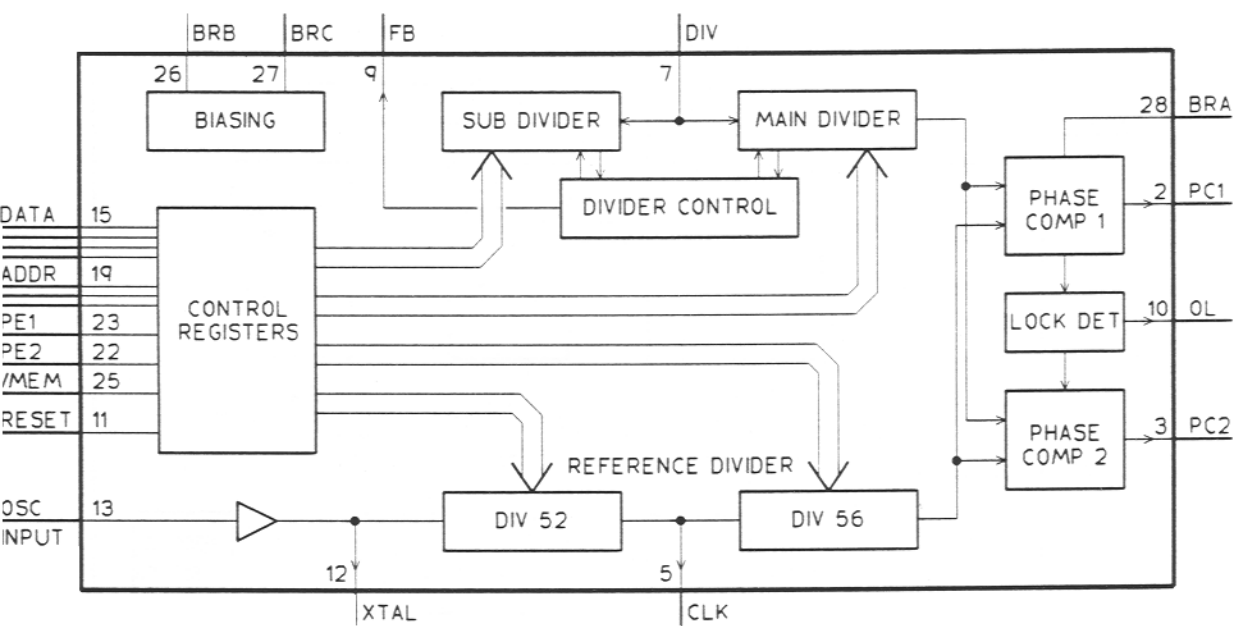 BRB BRC FB DIV
26 27 9 7
BIASING SUB DIVIDER MAIN DIVIDER
28 BRA
DIVIDER CONTROL
PHASE
COMP 1
2 PC1
DATA 15
ADDR 19
CONTROL
REGISTERS
PE1 23
PE2 22
/MEM 25
RESET 11
LOCK DET 10 OL
PHASE
COMP 2
3 PC2
REFERENCE DIVIDER
OSC 13
INPUT
DIV 52 DIV 56
12 5
XTAL CLK